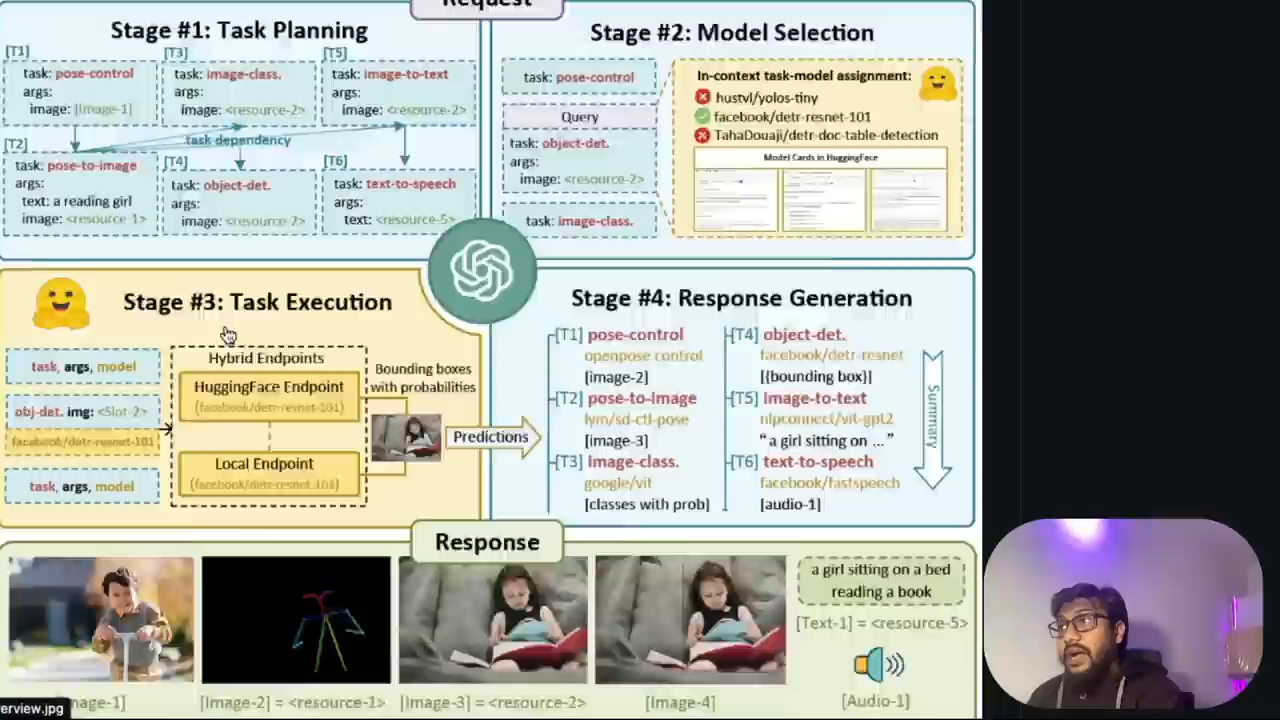 Request
Stage #1: Task Planning
[T1]
task: pose-control
args:
image: [Image-1]
[T3]
task: image-class.
args:
image: <resource-2>
[T5]
task: image-to-text
args:
image: <resource-2>
task dependency
[T2]
task: pose-to-image
args:
text: a reading girl
image: <resource-1>
[T4]
task: object-det.
args:
image: <resource-2>
[T6]
task: text-to-speech
args:
text: <resource-5>
Stage #2: Model Selection
task: pose-control
Query
task: object-det.
args:
image: <resource-2>
task: image-class.
In-context task-model assignment:
hustvl/yolos-tiny
facebook/detr-resnet-101
TahaDouaji/detr-doc-table-detection
Model Cards in HuggingFace
Stage #3: Task Execution
task, args, model
obj-det. img: <Slot-2>
facebook/detr-resnet-101
task, args, model
Hybrid Endpoints
HuggingFace Endpoint
(facebook/detr-resnet-101)
Local Endpoint
(facebook/detr-resnet-101)
Bounding boxes
with probabilities
Predictions
Stage #4: Response Generation
[T1] pose-control
openpose control
[image-2]
[T2] pose-to-image
lym/sd-ctl-pose
[image-3]
[T3] image-class.
google/vit
[classes with prob]
[T4] object-det.
facebook/detr-resnet
[{bounding box}]
[T5] image-to-text
nlpconnect/vit-gpt2
"a girl sitting on ..."
[T6] text-to-speech
facebook/fastspeech
[audio-1]
Summary
Response
a girl sitting on a bed
reading a book
[Text-1] = <resource-5>
[Image-2] = <resource-1>
[Image-3] = <resource-2>
[Image-4]
[Audio-1]
mage-1]
erview.jpg